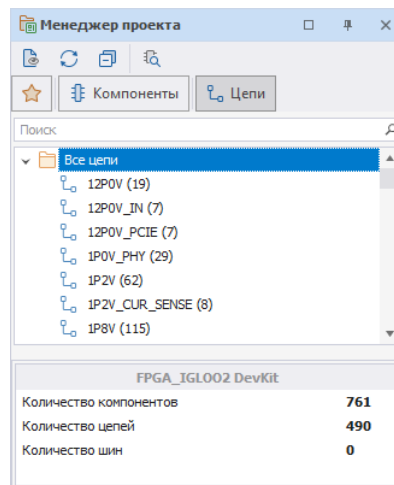 Менеджер проекта
Компоненты Цепи
Поиск
Все цепи
12P0V (19)
12P0V_IN (7)
12P0V_PCIE (7)
1P0V_PHY (29)
1P2V (62)
1P2V_CUR_SENSE (8)
1P8V (115)
FPGA_IGLOO2 DevKit
Количество компонентов 761
Количество цепей 490
Количество шин 0